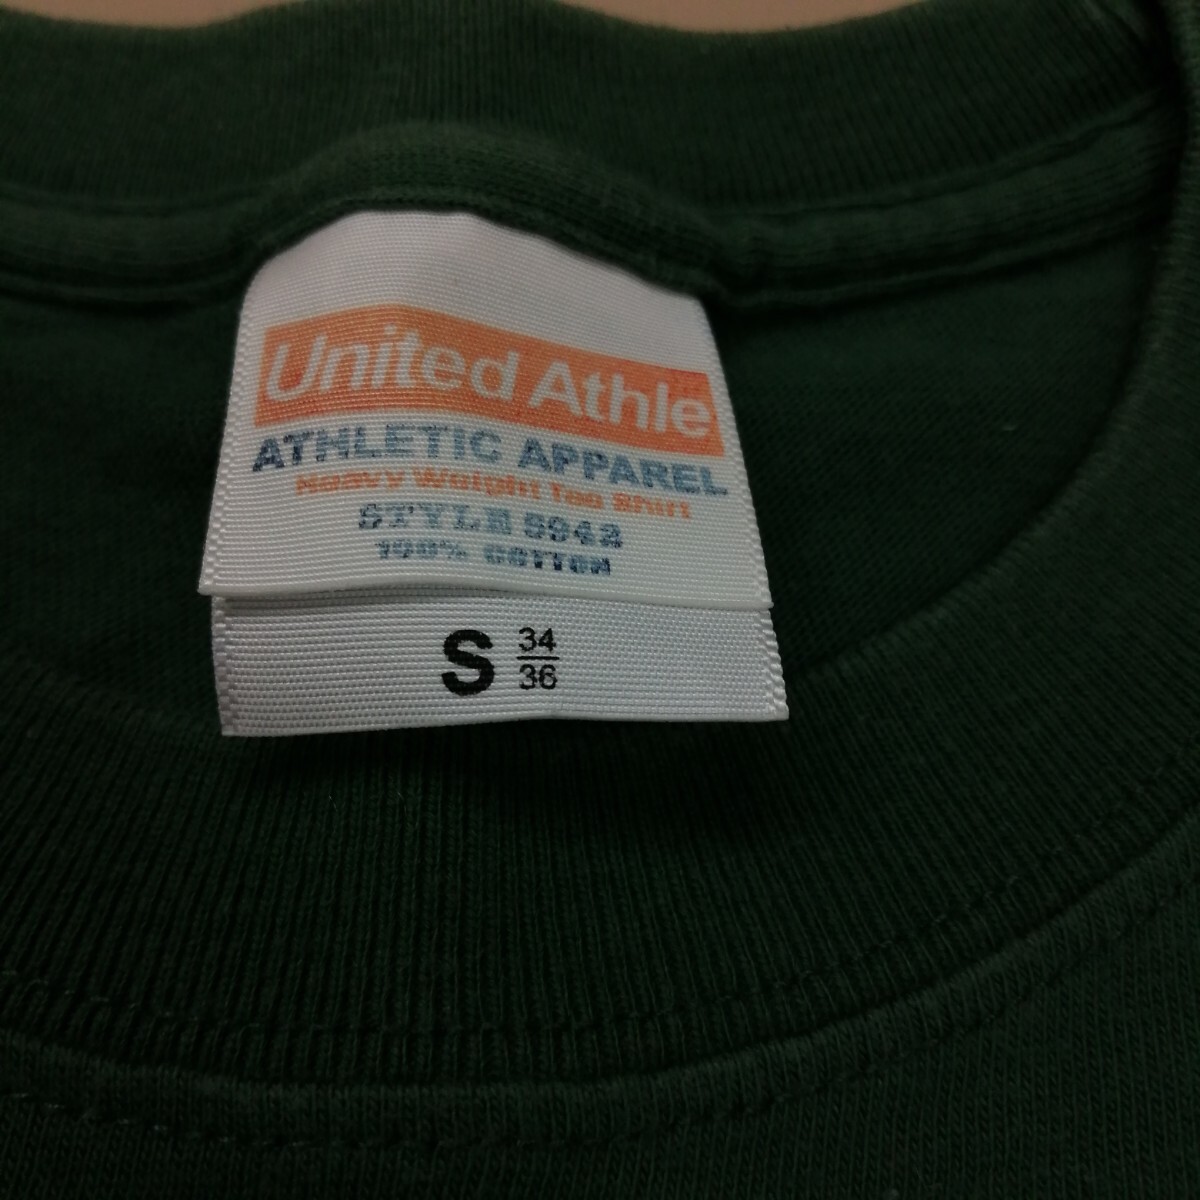 United Athle
ATHLETIC APPAREL
Heavy Weight Tee Shirt
STYLE 5942
100% COTTON
S 34
36